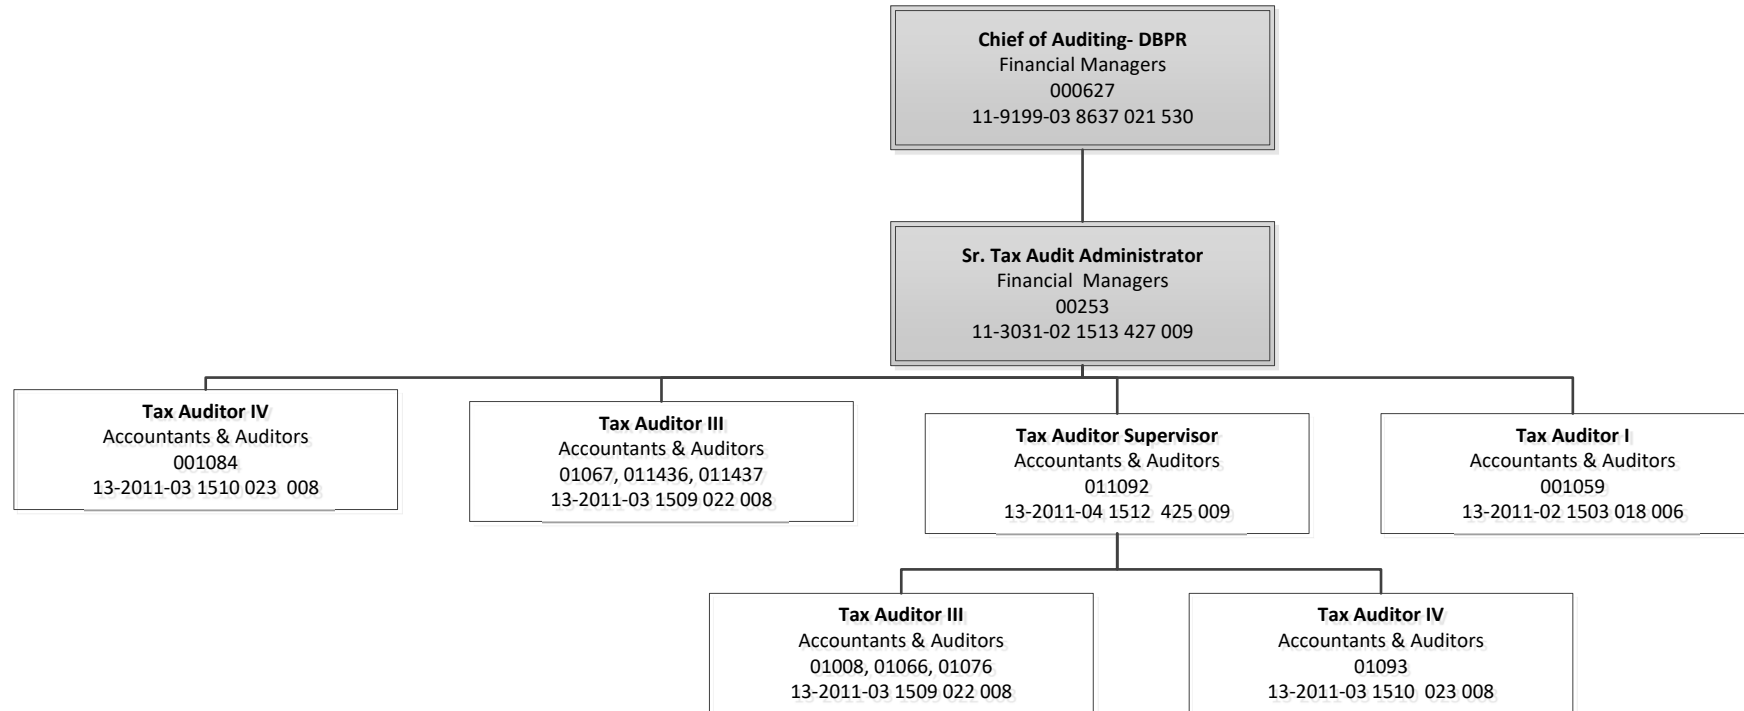 Chief of Auditing- DBPR
Financial Managers
000627
11-9199-03 8637 021 530
Sr. Tax Audit Administrator
Financial  Managers
00253
11-3031-02 1513 427 009
Tax Auditor IV
Accountants & Auditors
001084
13-2011-03 1510 023  008
Tax Auditor III
Accountants & Auditors
01067, 011436, 011437
13-2011-03 1509 022 008
Tax Auditor Supervisor
Accountants & Auditors
011092
13-2011-04 1512  425 009
Tax Auditor I
Accountants & Auditors
001059
13-2011-02 1503 018 006
Tax Auditor III
Accountants & Auditors
01008, 01066, 01076
13-2011-03 1509 022 008
Tax Auditor IV
Accountants & Auditors
01093
13-2011-03 1510  023 008